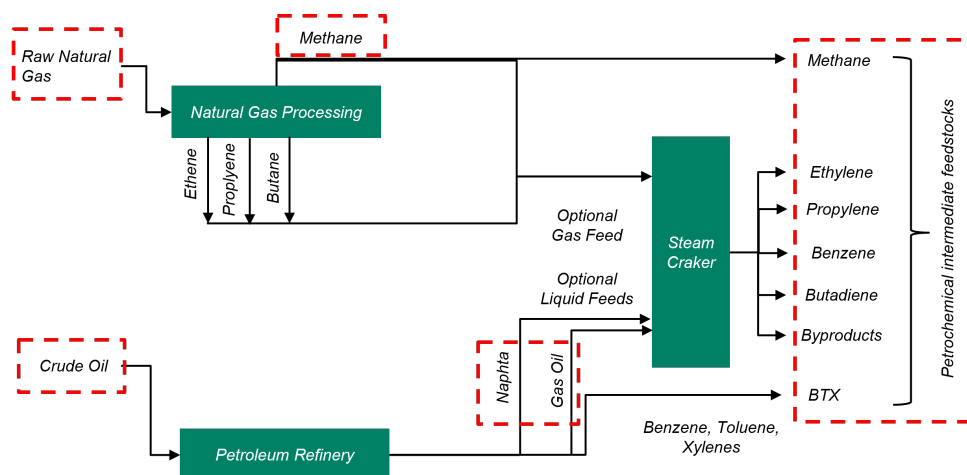 Methane
Raw Natural
Gas
Natural Gas Processing
Ethene
Proplyene
Butane
Optional
Gas Feed
Optional
Liquid Feeds
Steam
Craker
Methane
Ethylene
Propylene
Benzene
Butadiene
Byproducts
BTX
Petrochemical intermediate feedstocks
Crude Oil
Naphta
Gas Oil
Petroleum Refinery
Benzene, Toluene,
Xylenes